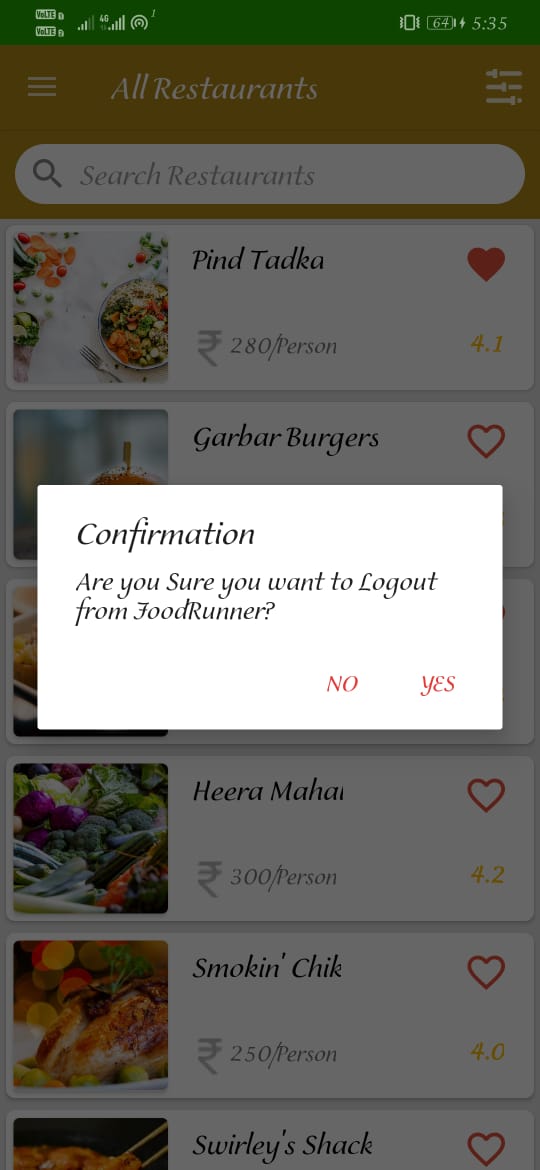 VoLTE 1
VoLTE 2
4G
1
64
5:35
All Restaurants
Search Restaurants
Pind Tadka
₹ 280/Person
4.1
Garbar Burgers
Confirmation
Are you Sure you want to Logout
from FoodRunner?
NO YES
Heera Mahal
₹ 300/Person
4.2
Smokin' Chik
₹ 250/Person
4.0
Swirley's Shack